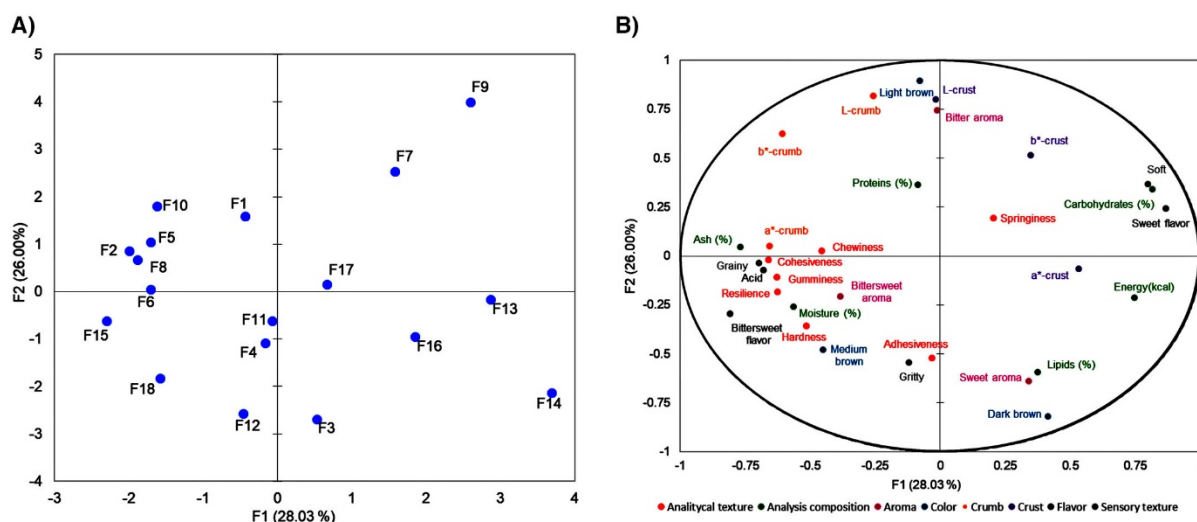 A)
5
4
3
2
1
0
-1
-2
-3
-4
F2 (26.00%)
F9
F7
F10
F1
F5
F2
F8
F6
F17
F13
F15
F11
F4
F16
F18
F14
F12
F3
-3
-2
-1
0
1
2
3
4
F1 (28.03 %)
B)
1
0.75
0.5
0.25
0
-0.25
-0.5
-0.75
-1
F2 (26.00%)
Light brown
L-crust
L-crumb
Bitter aroma
b*-crumb
b*-crust
Proteins (%)
Soft
Carbohydrates (%)
Springiness
Sweet flavor
a*-crumb
Ash (%)
Chewiness
Grainy
Cohesiveness
Acid
Gumminess
a*-crust
Resilience
Bittersweet
aroma
Energy(kcal)
Bittersweet
flavor
Moisture (%)
Hardness
Medium
brown
Adhesiveness
Gritty
Sweet aroma
Lipids (%)
Dark brown
-1
-0.75
-0.5
-0.25
0
0.25
0.5
0.75
F1 (28.03 %)
Analitycal texture
Analysis composition
Aroma
Color
Crumb
Crust
Flavor
Sensory texture